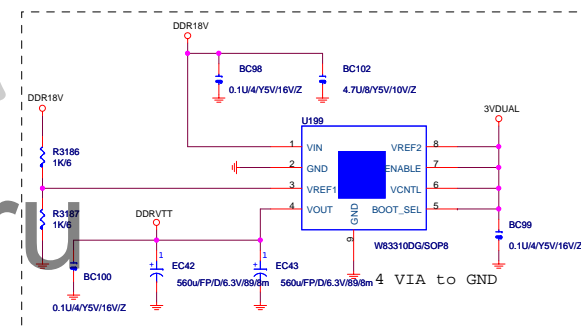 DDR18V
BC98
0.1U/4/Y5V/16V/Z
BC102
4.7U/8/Y5V/10V/Z
DDR18V
3VDUAL
U199
1 VIN VREF2 8
2 GND ENABLE 7
3 VREF1 VCNTL 6
4 VOUT BOOT_SEL 5
GND
9
W83310DG/SOP8
R3186
1K/6
R3187
1K/6
DDRVTT
BC99
0.1U/4/Y5V/16V/Z
1
+
EC42
560u/FP/D/6.3V/89/8m
1
+
EC43
560u/FP/D/6.3V/89/8m
BC100
0.1U/4/Y5V/16V/Z
4 VIA to GND
ru